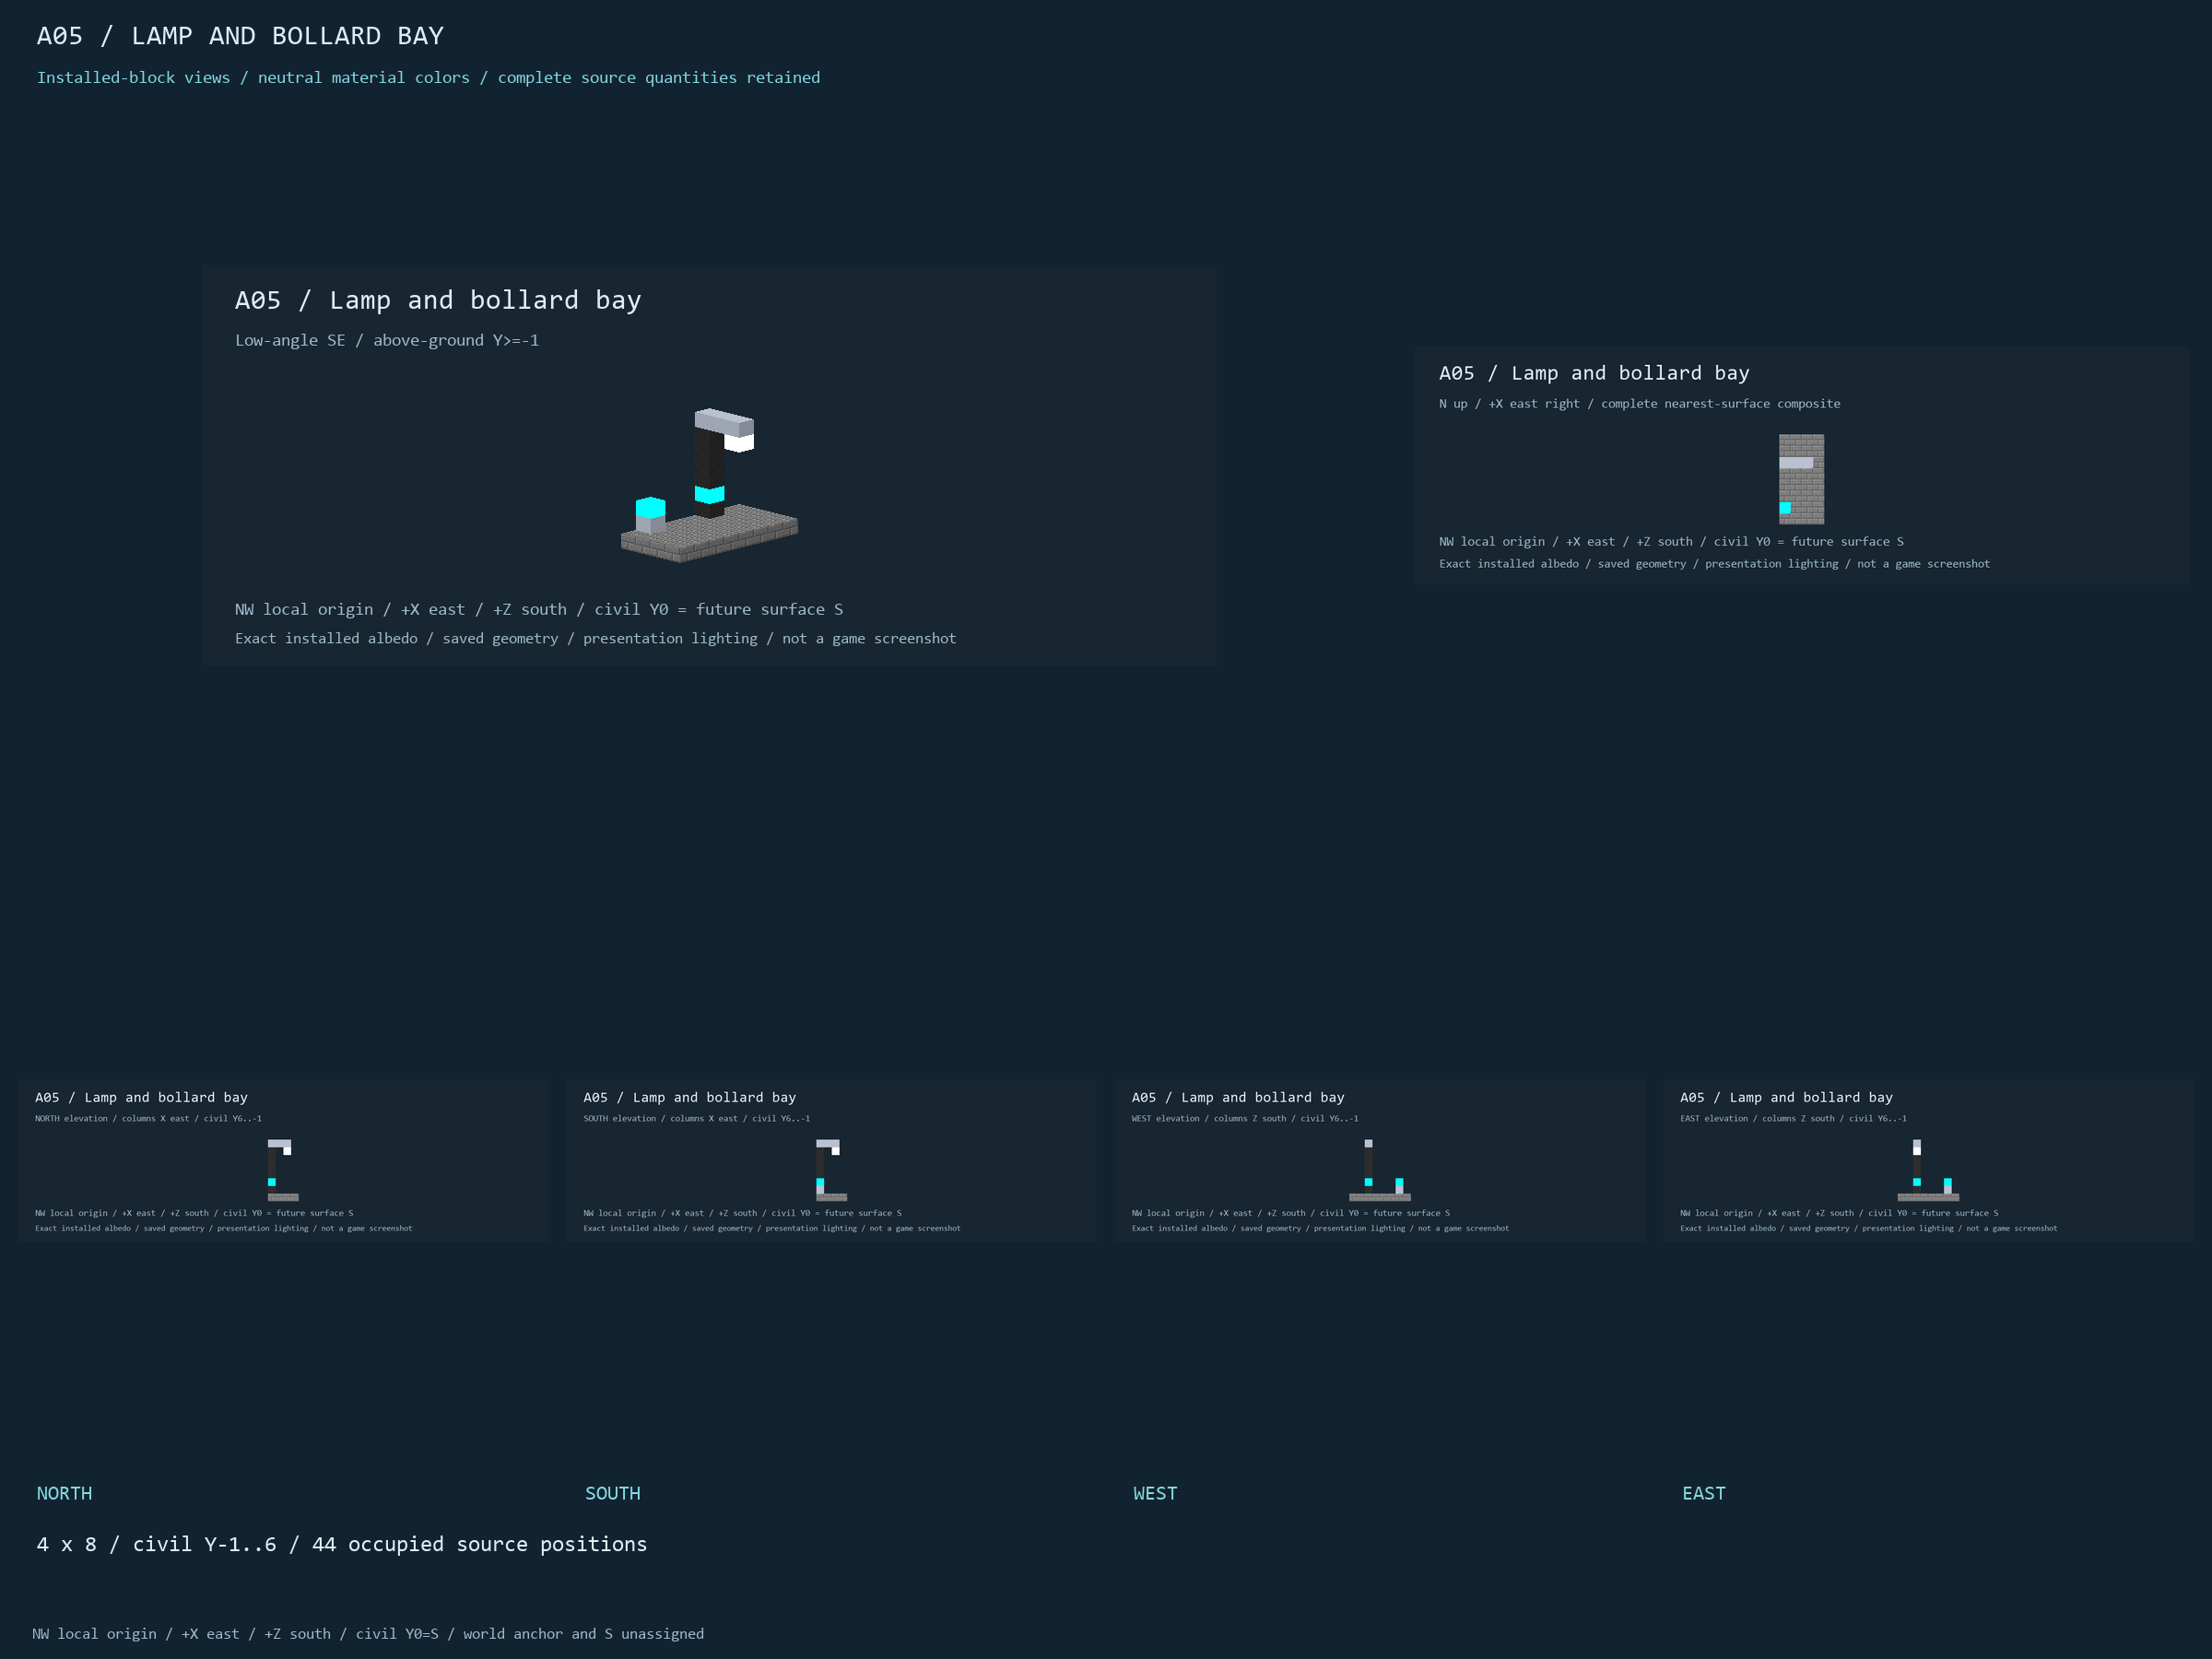 A05 / LAMP AND BOLLARD BAY
Installed-block views / neutral material colors / complete source quantities retained
A05 / Lamp and bollard bay
Low-angle SE / above-ground Y>=-1
NW local origin / +X east / +Z south / civil Y0 = future surface S
Exact installed albedo / saved geometry / presentation lighting / not a game screenshot
A05 / Lamp and bollard bay
N up / +X east right / complete nearest-surface composite
NW local origin / +X east / +Z south / civil Y0 = future surface S
Exact installed albedo / saved geometry / presentation lighting / not a game screenshot
A05 / Lamp and bollard bay
NORTH elevation / columns X east / civil Y6..-1
NW local origin / +X east / +Z south / civil Y0 = future surface S
Exact installed albedo / saved geometry / presentation lighting / not a game screenshot
A05 / Lamp and bollard bay
SOUTH elevation / columns X east / civil Y6..-1
NW local origin / +X east / +Z south / civil Y0 = future surface S
Exact installed albedo / saved geometry / presentation lighting / not a game screenshot
A05 / Lamp and bollard bay
WEST elevation / columns Z south / civil Y6..-1
NW local origin / +X east / +Z south / civil Y0 = future surface S
Exact installed albedo / saved geometry / presentation lighting / not a game screenshot
A05 / Lamp and bollard bay
EAST elevation / columns Z south / civil Y6..-1
NW local origin / +X east / +Z south / civil Y0 = future surface S
Exact installed albedo / saved geometry / presentation lighting / not a game screenshot
NORTH
SOUTH
WEST
EAST
4 x 8 / civil Y-1..6 / 44 occupied source positions
NW local origin / +X east / +Z south / civil Y0=S / world anchor and S unassigned